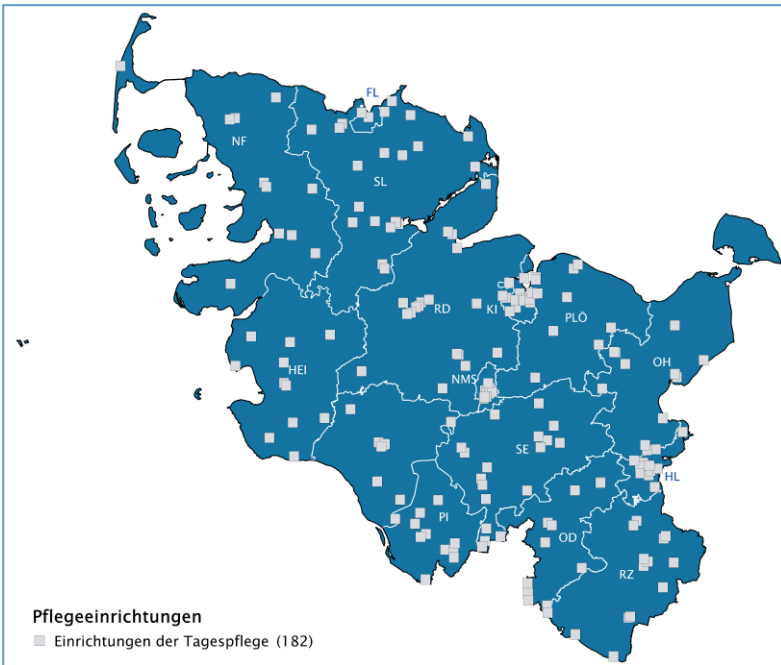 FL
NF
SL
RD
KI
PLÖ
OH
HEI
NMS
SE
HL
PI
OD
RZ
Pflegeeinrichtungen
Einrichtungen der Tagespflege (182)